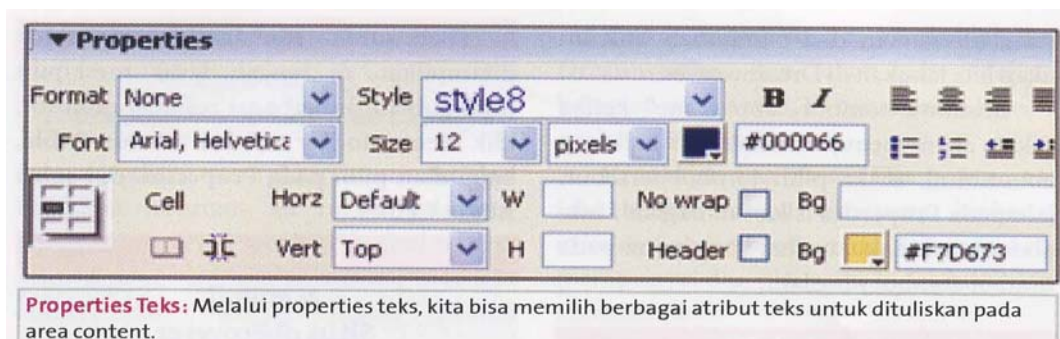 ▼ Properties
Format None Style style8 B I
Font Arial, Helvetica Size 12 pixels #000066
Cell Horz Default W No wrap Bg
Vert Top H Header Bg #F7D673
Properties Teks: Melalui properties teks, kita bisa memilih berbagai atribut teks untuk dituliskan pada
area content.